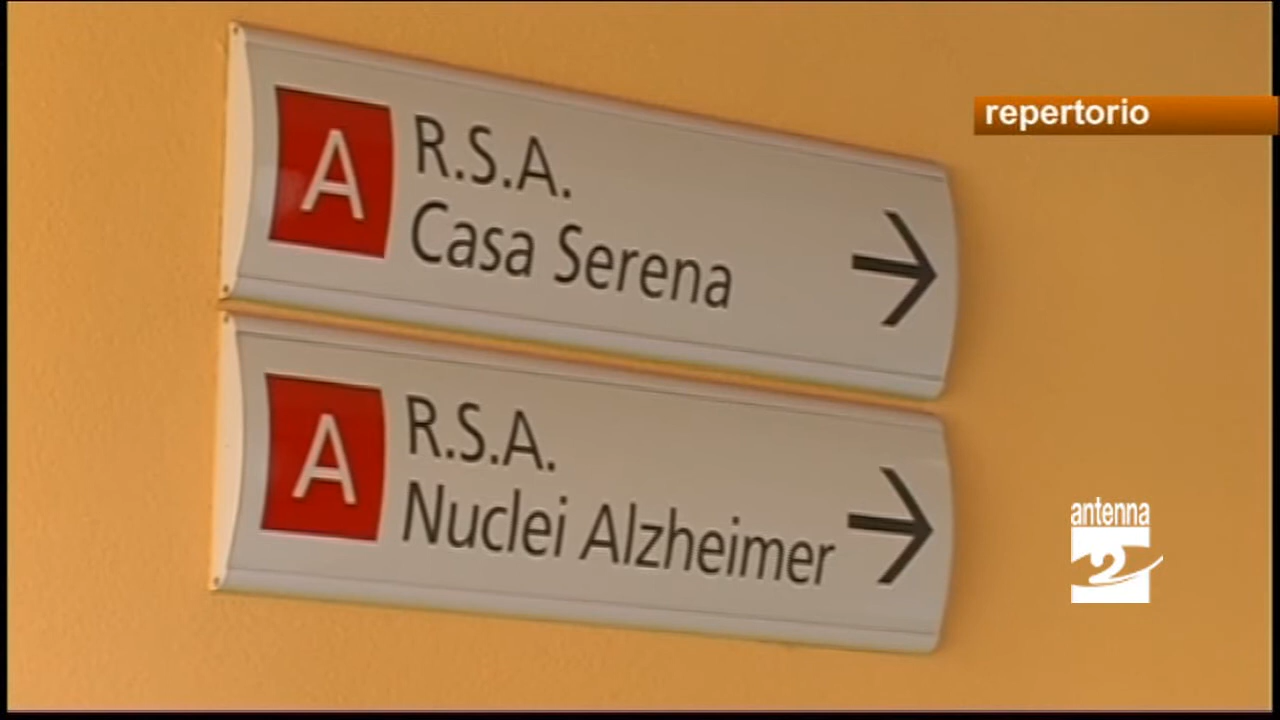 repertorio
A
R.S.A.
Casa Serena
A
R.S.A.
Nuclei Alzheimer
antenna
2